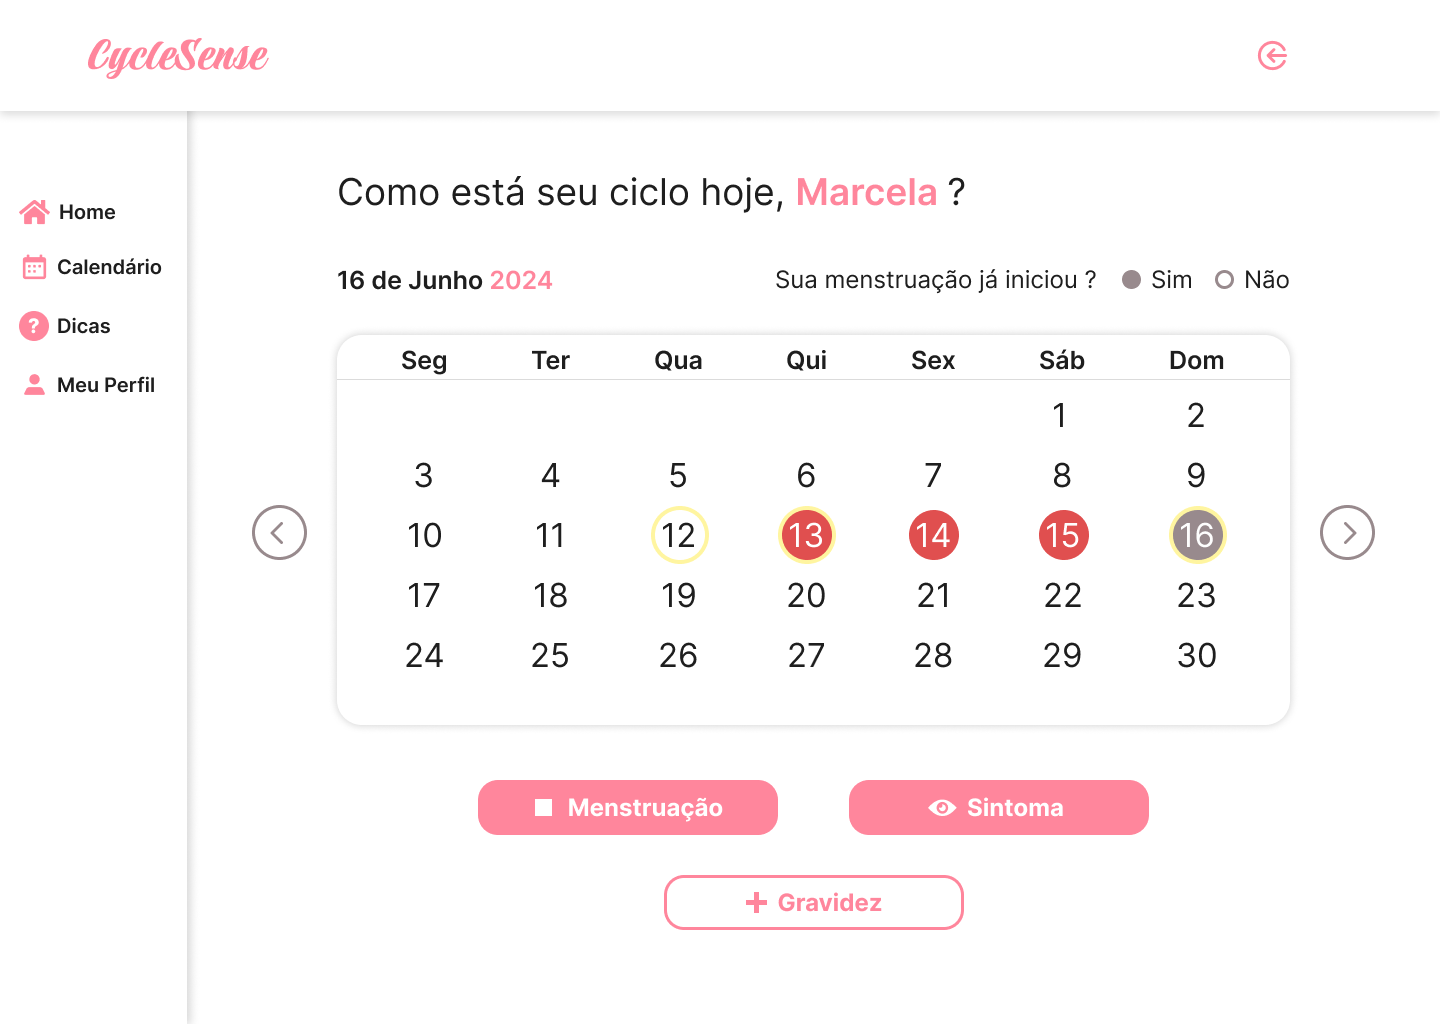 CycleSense
Home
Calendário
Dicas
Meu Perfil
Como está seu ciclo hoje, Marcela ?
16 de Junho 2024
Sua menstruação já iniciou ? Sim Não
Seg Ter Qua Qui Sex Sáb Dom
1 2
3 4 5 6 7 8 9
10 11 12 13 14 15 16
17 18 19 20 21 22 23
24 25 26 27 28 29 30
Menstruação
Sintoma
Gravidez